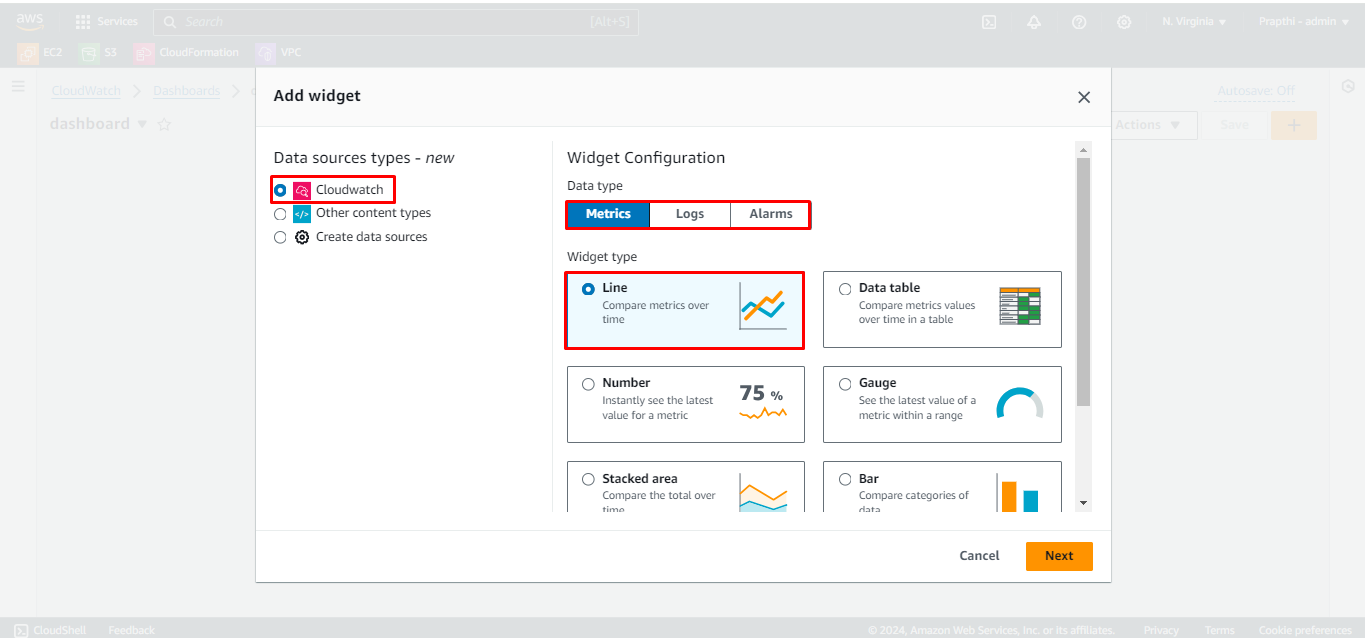 aws
Services
Search
[Alt+S]
N. Virginia
Prapthi - admin
EC2
S3
CloudFormation
VPC
CloudWatch
Dashboards
Autosave: Off
dashboard
Actions
Save
Add widget
Data sources types - new
Cloudwatch
Other content types
Create data sources
Widget Configuration
Data type
Metrics
Logs
Alarms
Widget type
Line
Compare metrics over
time
Data table
Compare metrics values
over time in a table
Number
Instantly see the latest
value for a metric
75 %
Gauge
See the latest value of a
metric within a range
Stacked area
Compare the total over
time
Bar
Compare categories of
data
Cancel
Next
CloudShell
Feedback
© 2024, Amazon Web Services, Inc. or its affiliates.
Privacy
Terms
Cookie preferences